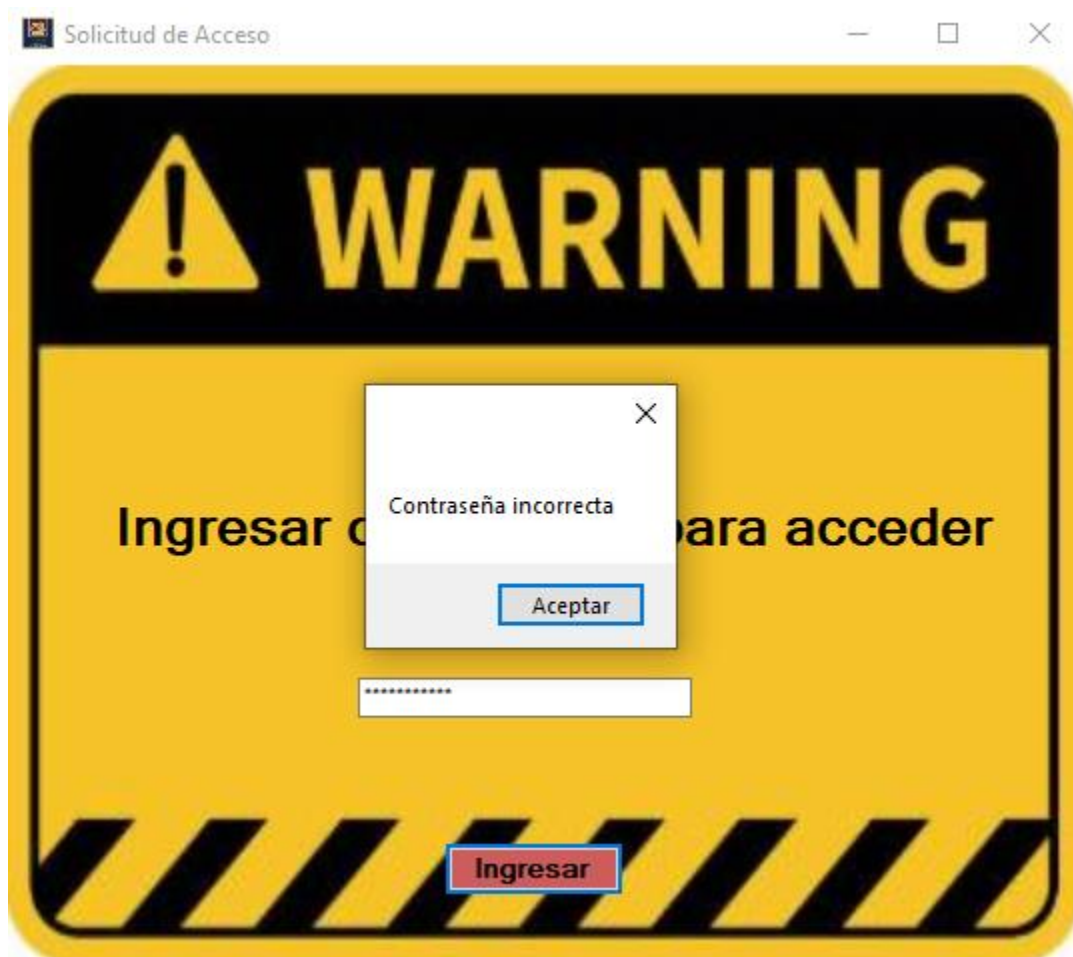 Solicitud de Acceso
WARNING
Contraseña incorrecta
Ingresar para acceder
Aceptar
***********
Ingresar